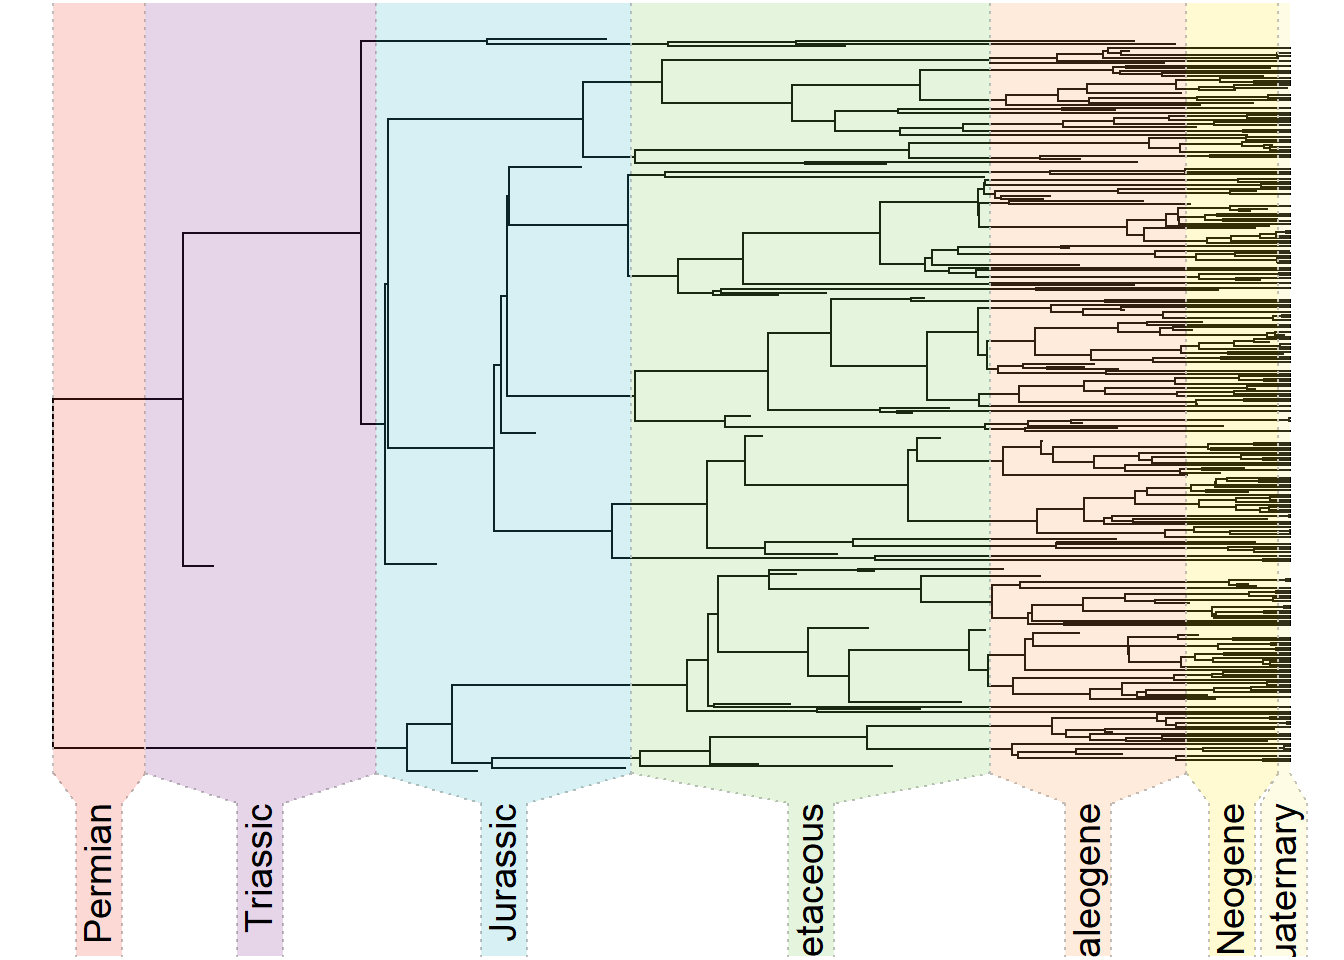 Permian
Triassic
Jurassic
etaceous
aleogene
Neogene
uaternary